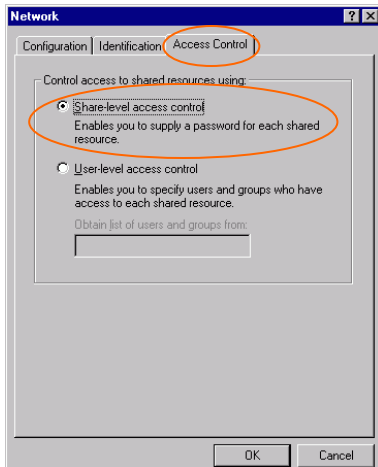 Network
Configuration Identification Access Control
Control access to shared resources using:
Share-level access control
Enables you to supply a password for each shared
resource.
User-level access control
Enables you to specify users and groups who have
access to each shared resource.
Obtain list of users and groups from:
OK Cancel